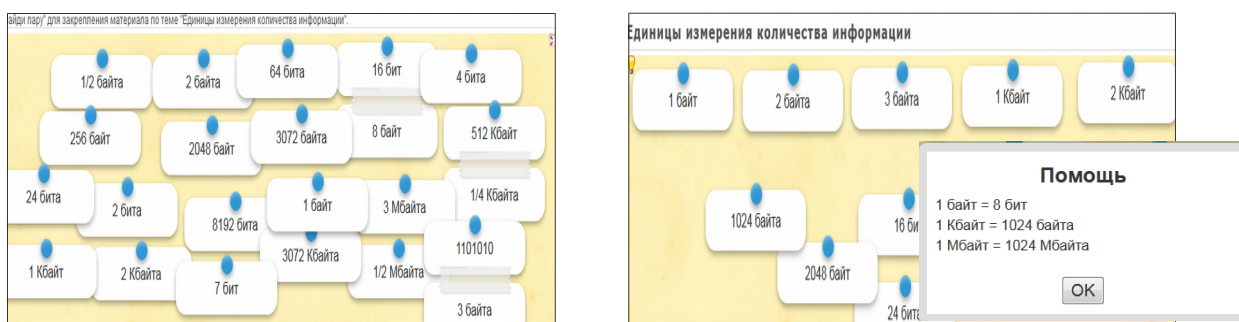 айди пару" для закрепления материала по теме "Единицы измерения количества информации".
1/2 байта
2 байта
64 бита
16 бит
4 бита
256 байт
2048 байт
3072 байта
8 байт
512 Кбайт
24 бита
2 бита
8192 бита
1 байт
3 Мбайта
1/4 Кбайта
1 Кбайт
2 Кбайта
7 бит
3072 Кбайта
1/2 Мбайта
1101010
3 байта
Единицы измерения количества информации
1 байт
2 байта
3 байта
1 Кбайт
2 Кбайт
1024 байта
2048 байт
16 би
24 бита
Помощь
1 байт = 8 бит
1 Кбайт = 1024 байта
1 Мбайт = 1024 Мбайта
OK